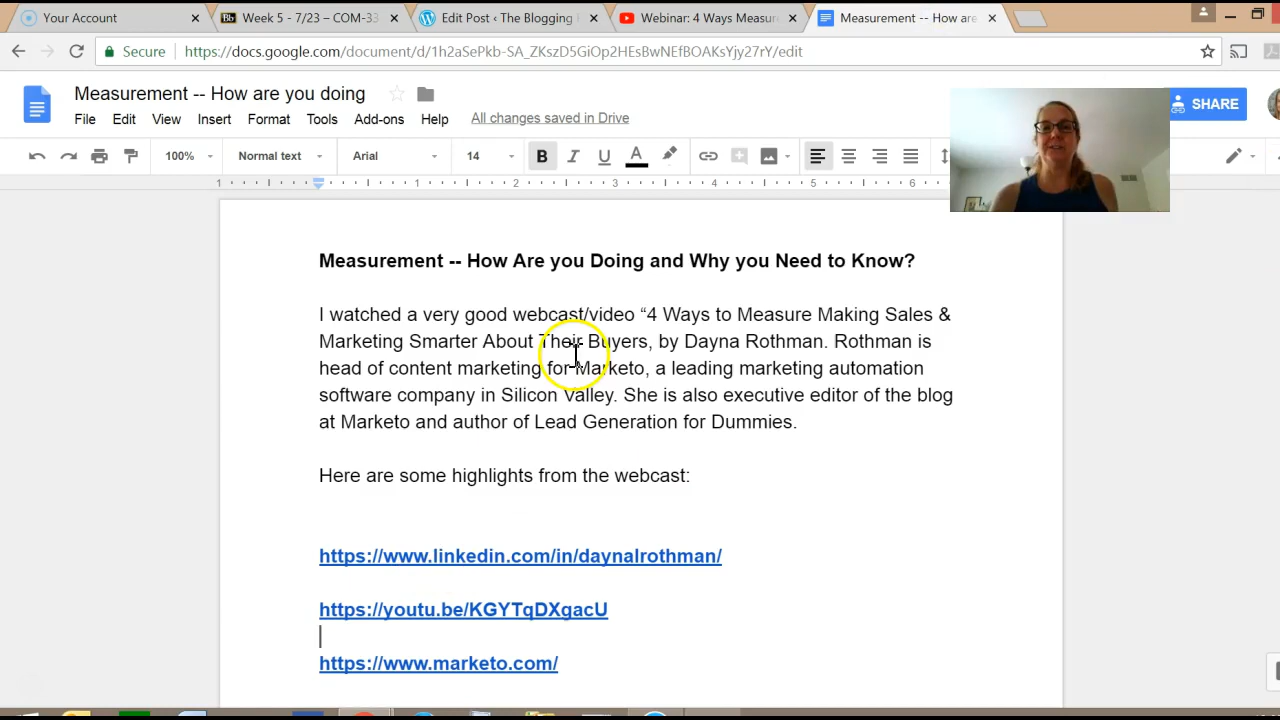 Your Account
Week 5 - 7/23 – COM-33
Edit Post ‹ The Blogging
Webinar: 4 Ways Measur
Measurement -- How are
Secure
https://docs.google.com/document/d/1h2aSePkb-SA_ZKszD5GiOp2HEsBwNEfBOAKsYjy27rY/edit
Measurement -- How are you doing
SHARE
File Edit View Insert Format Tools Add-ons Help All changes saved in Drive
100% Normal text Arial 14 B I U A
1 1 2 3 4 5 6
Measurement -- How Are you Doing and Why you Need to Know?
I watched a very good webcast/video “4 Ways to Measure Making Sales &
Marketing Smarter About Their Buyers, by Dayna Rothman. Rothman is
head of content marketing for Marketo, a leading marketing automation
software company in Silicon Valley. She is also executive editor of the blog
at Marketo and author of Lead Generation for Dummies.
Here are some highlights from the webcast:
https://www.linkedin.com/in/daynalrothman/
https://youtu.be/KGYTqDXgacU
https://www.marketo.com/